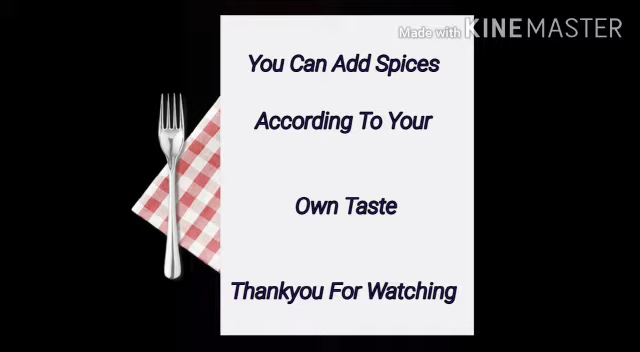 Made with KINEMASTER
You Can Add Spices
According To Your
Own Taste
Thankyou For Watching